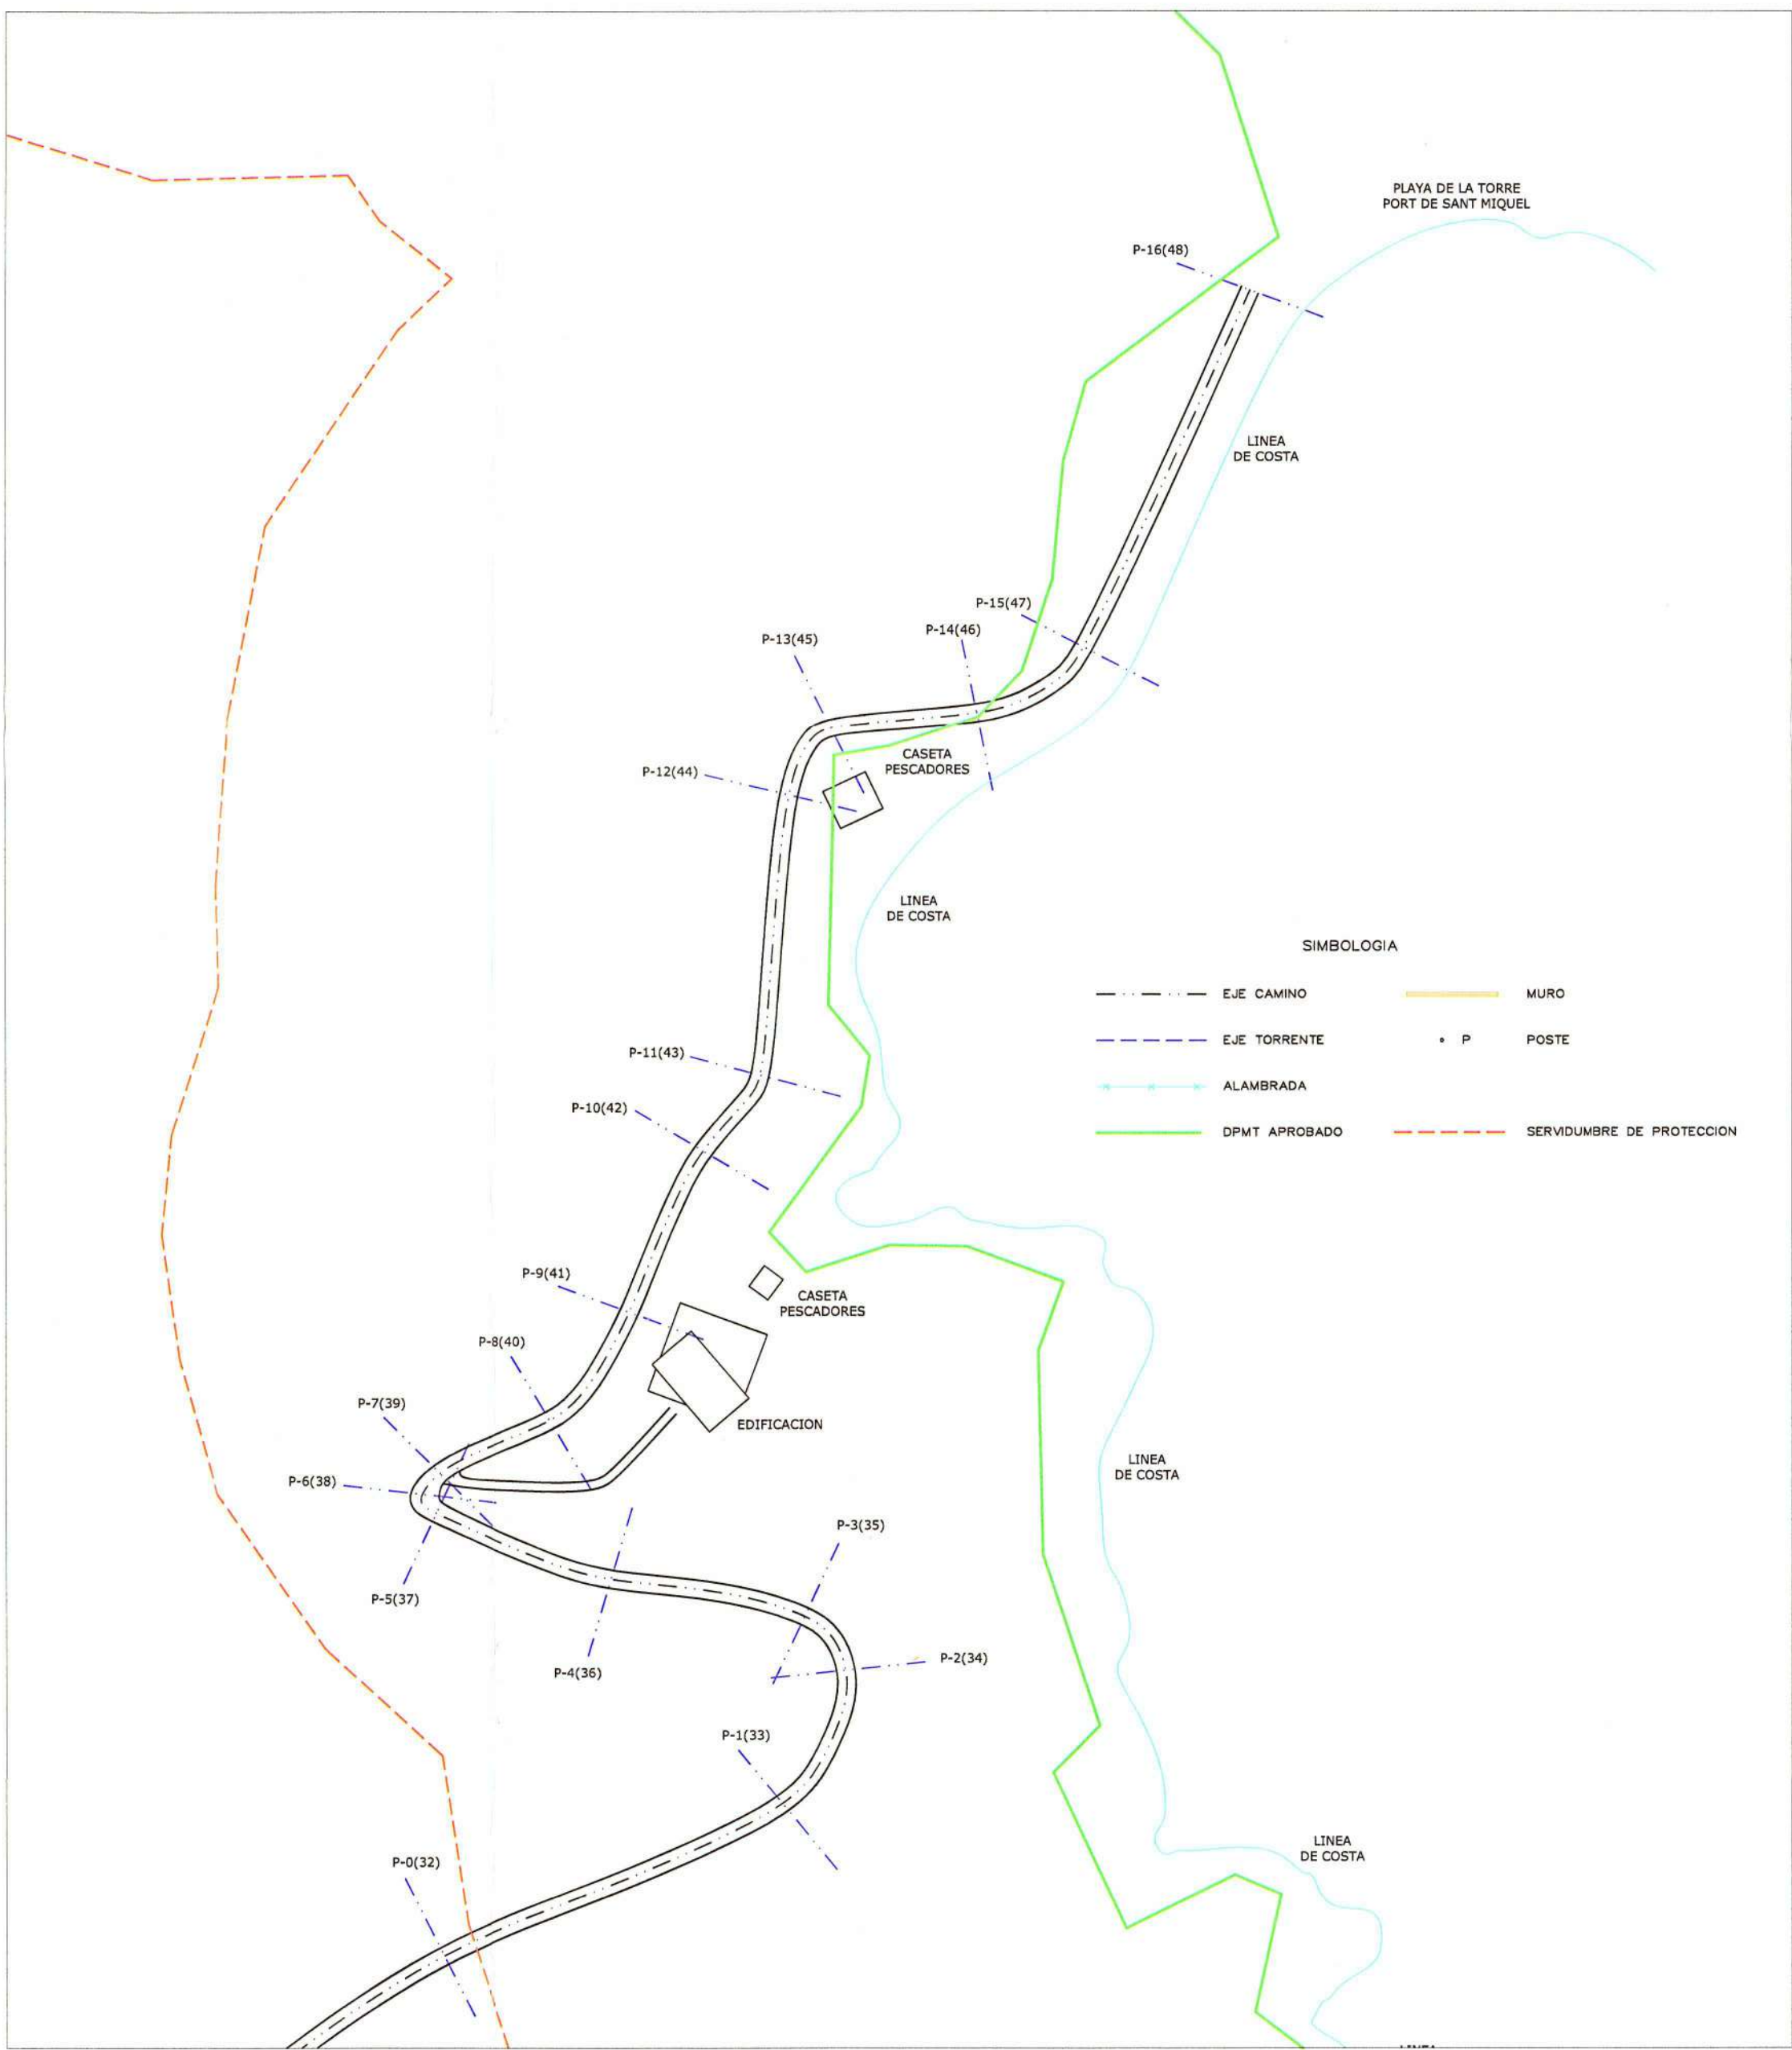 PLAYA DE LA TORRE
PORT DE SANT MIQUEL
P-16(48)
LINEA
DE COSTA
P-15(47)
P-14(46)
P-13(45)
CASETA
PESCADORES
P-12(44)
LINEA
DE COSTA
SIMBOLOGIA
EJE CAMINO
MURO
EJE TORRENTE
P
POSTE
ALAMBRADA
DPMT APROBADO
SERVIDUMBRE DE PROTECCION
P-11(43)
P-10(42)
P-9(41)
CASETA
PESCADORES
P-8(40)
P-7(39)
EDIFICACION
LINEA
DE COSTA
P-6(38)
P-3(35)
P-5(37)
P-2(34)
P-4(36)
P-1(33)
LINEA
DE COSTA
P-0(32)